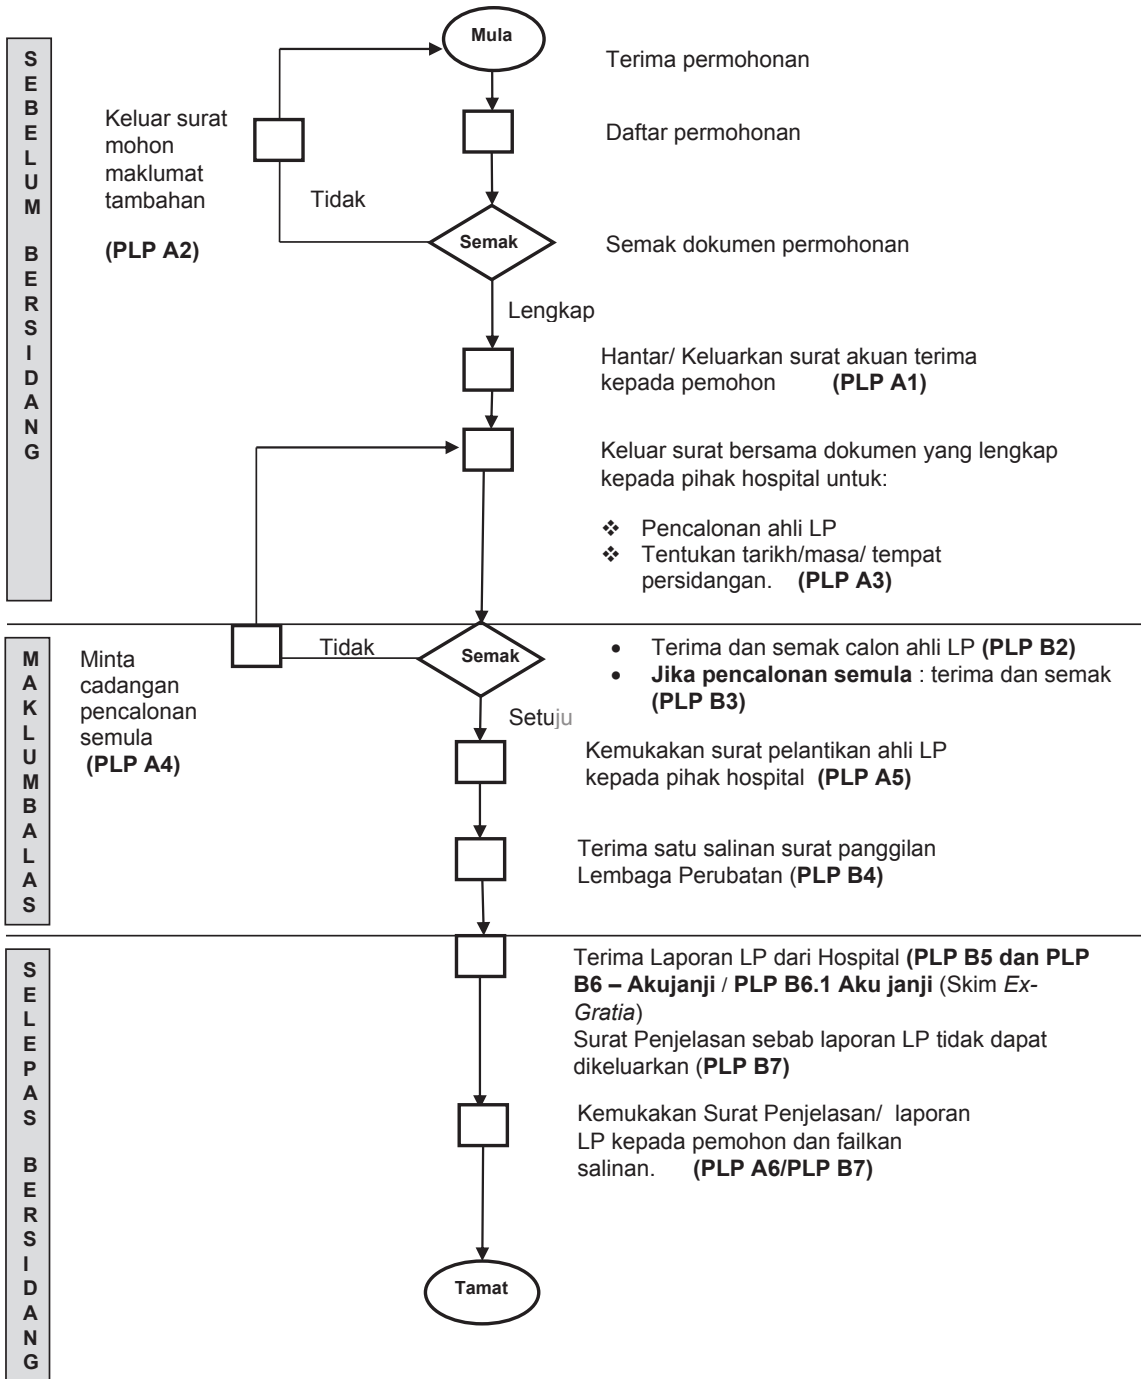 SEBELUM BERSIDANG
Mula
Terima permohonan
Keluar surat
mohon
maklumat
tambahan
(PLP A2)
Daftar permohonan
Tidak
Semak
Semak dokumen permohonan
Lengkap
Hantar/ Keluarkan surat akuan terima
kepada pemohon (PLP A1)
Keluar surat bersama dokumen yang lengkap
kepada pihak hospital untuk:
❖ Pencalonan ahli LP
❖ Tentukan tarikh/masa/ tempat
persidangan. (PLP A3)
MAKLUMBALAS
Minta
cadangan
pencalonan
semula
(PLP A4)
Tidak
Semak
• Terima dan semak calon ahli LP (PLP B2)
• Jika pencalonan semula : terima dan semak
(PLP B3)
Setuju
Kemukakan surat pelantikan ahli LP
kepada pihak hospital (PLP A5)
Terima satu salinan surat panggilan
Lembaga Perubatan (PLP B4)
SELEPAS BERSIDANG
Terima Laporan LP dari Hospital (PLP B5 dan PLP
B6 – Akujanji / PLP B6.1 Aku janji (Skim Ex-
Gratia)
Surat Penjelasan sebab laporan LP tidak dapat
dikeluarkan (PLP B7)
Kemukakan Surat Penjelasan/ laporan
LP kepada pemohon dan failkan
salinan. (PLP A6/PLP B7)
Tamat